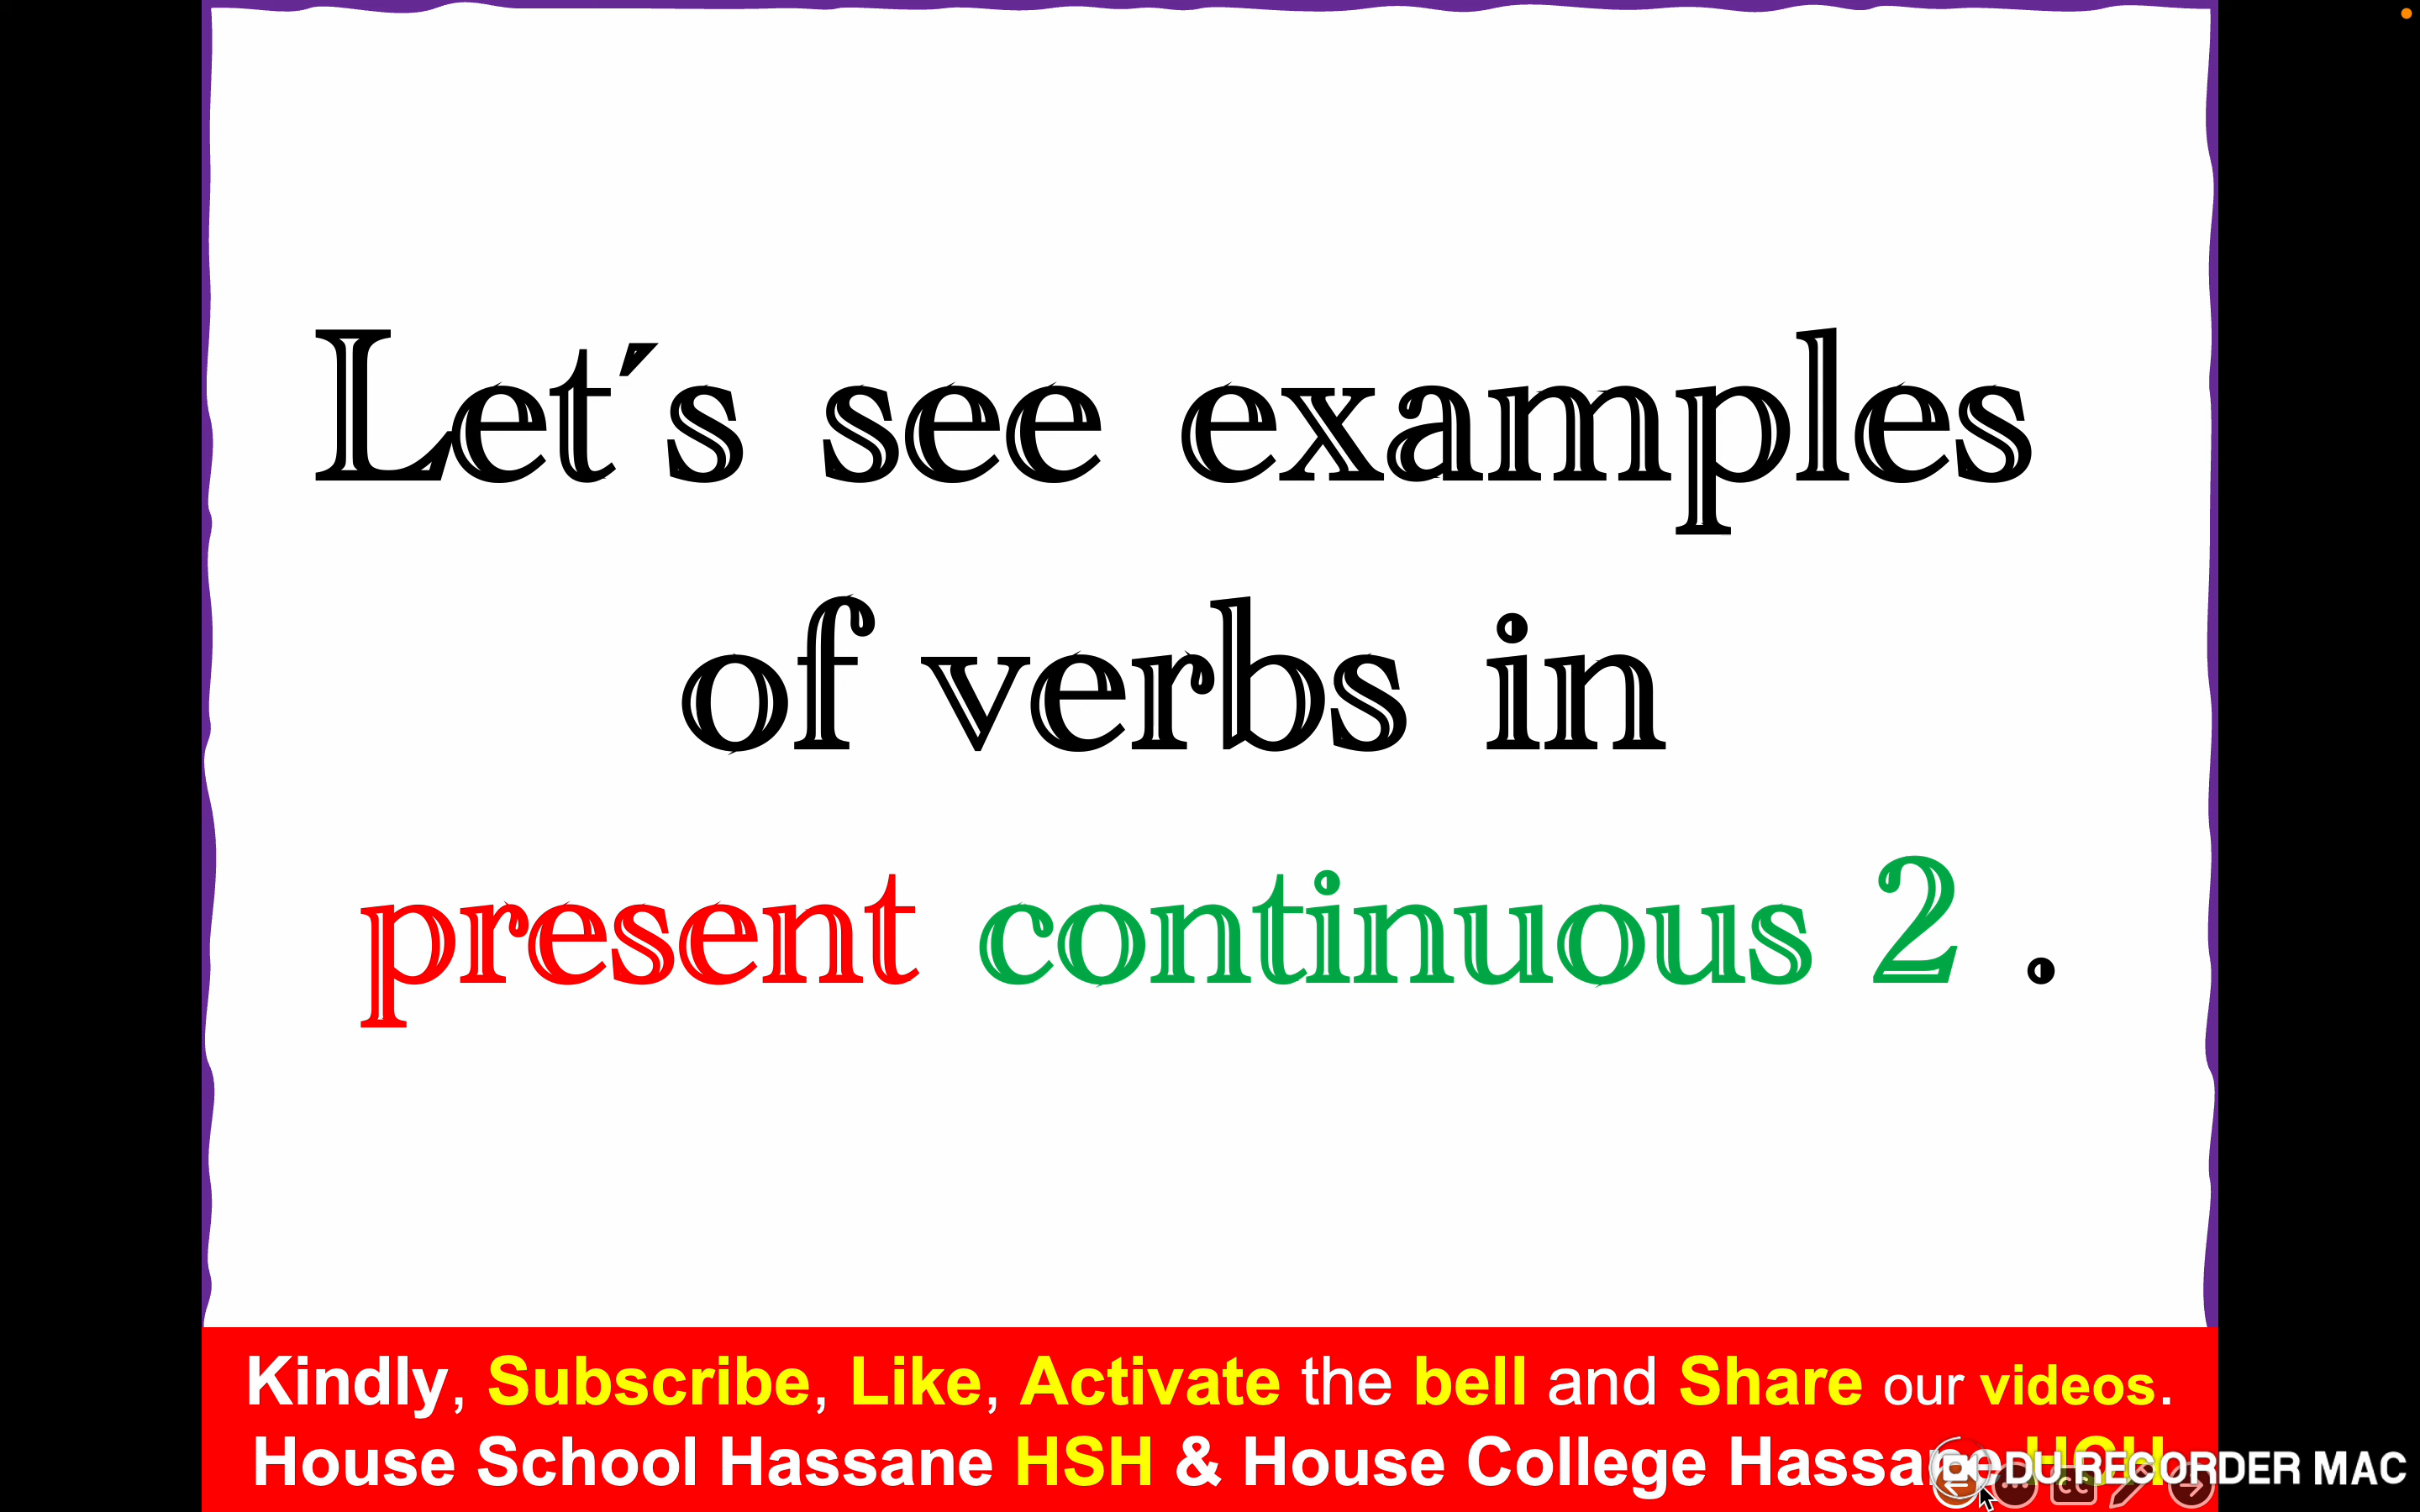 Let´s see examples
of verbs in
present continuous 2 .
Kindly, Subscribe, Like, Activate the bell and Share our videos.
House School Hassane HSH & House College Hassane
DU RECORDER MAC